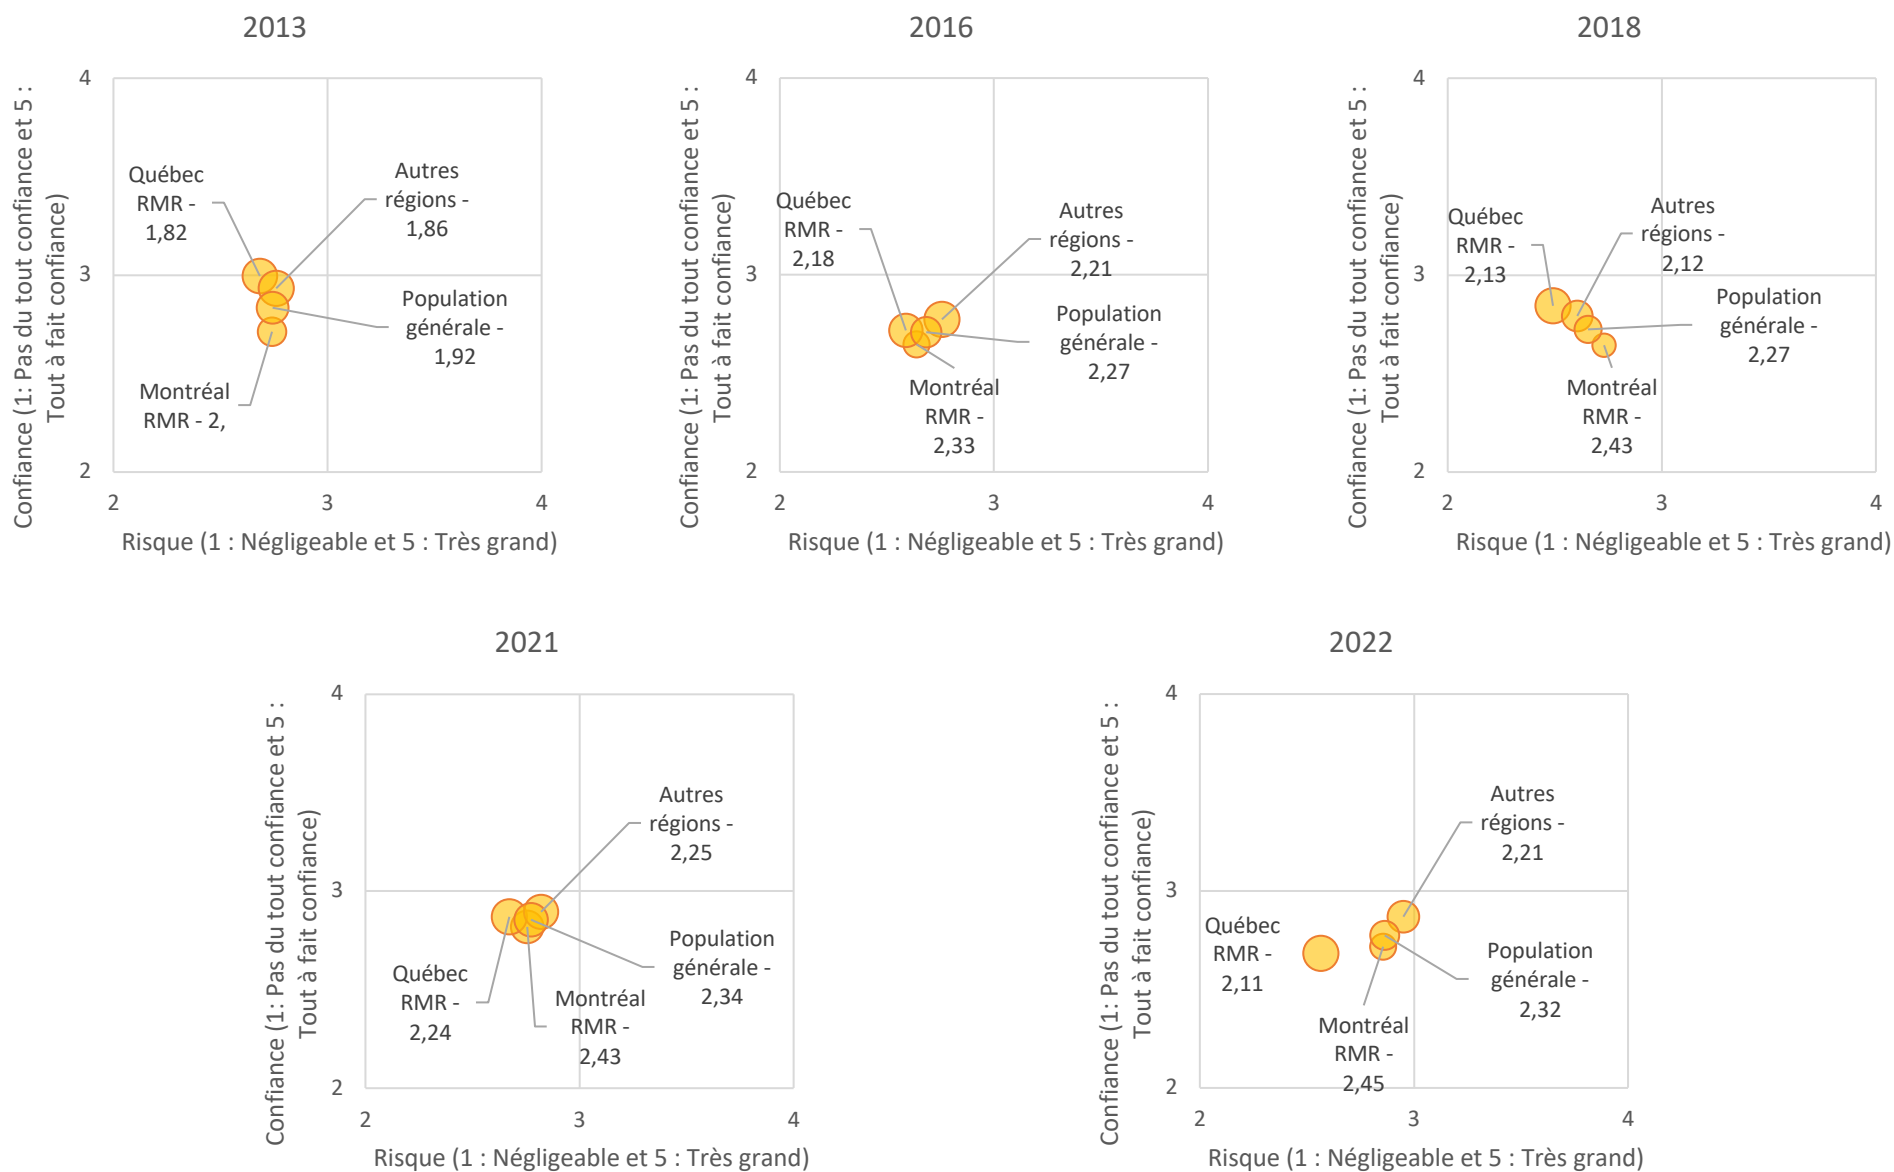 2013
Confiance (1: Pas du tout confiance et 5 :
Tout à fait confiance)
4
3
2
Québec
RMR -
1,82
Autres
régions -
1,86
Population
générale -
1,92
Montréal
RMR - 2,
2
3
4
Risque (1 : Négligeable et 5 : Très grand)
2016
Confiance (1: Pas du tout confiance et 5 :
Tout à fait confiance)
4
3
2
Québec
RMR -
2,18
Autres
régions -
2,21
Population
générale -
2,27
Montréal
RMR -
2,33
2
3
4
Risque (1 : Négligeable et 5 : Très grand)
2018
Confiance (1: Pas du tout confiance et 5 :
Tout à fait confiance)
4
3
2
Québec
RMR -
2,13
Autres
régions -
2,12
Population
générale -
2,27
Montréal
RMR -
2,43
2
3
4
Risque (1 : Négligeable et 5 : Très grand)
2021
Confiance (1: Pas du tout confiance et 5 :
Tout à fait confiance)
4
3
2
Autres
régions -
2,25
Population
générale -
2,34
Québec
RMR -
2,24
Montréal
RMR -
2,43
2
3
4
Risque (1 : Négligeable et 5 : Très grand)
2022
Confiance (1: Pas du tout confiance et 5 :
Tout à fait confiance)
4
3
2
Autres
régions -
2,21
Québec
RMR -
2,11
Population
générale -
2,32
Montréal
RMR -
2,45
2
3
4
Risque (1 : Négligeable et 5 : Très grand)